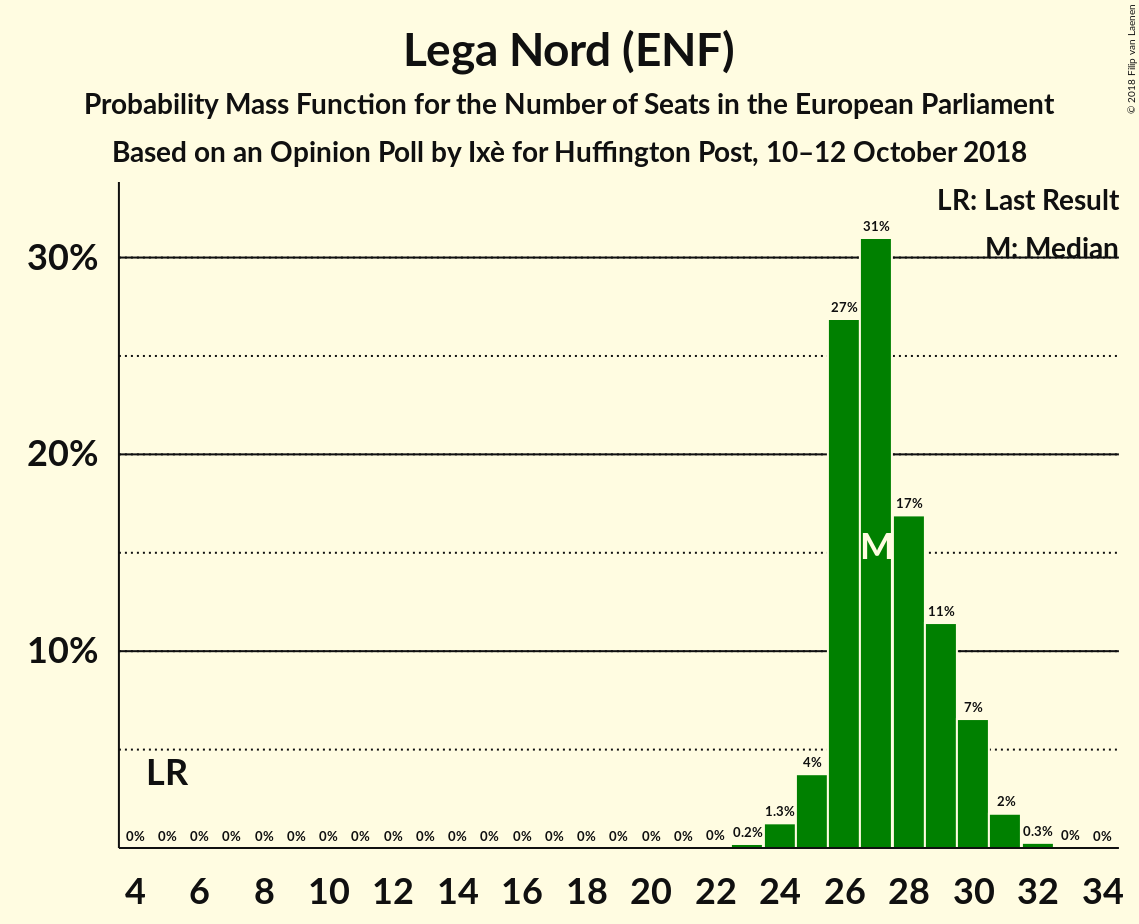 Lega Nord (ENF)
Probability Mass Function for the Number of Seats in the European Parliament
Based on an Opinion Poll by Ixè for Huffington Post, 10–12 October 2018
© 2018 Filip van Laenen
LR: Last Result
M: Median
30%
20%
10%
31%
27%
17%
11%
7%
4%
2%
1.3%
0.2%
0.3%
M
LR
0% 0% 0% 0% 0% 0% 0% 0% 0% 0% 0% 0% 0% 0% 0% 0% 0% 0% 0% 0% 0%
4 6 8 10 12 14 16 18 20 22 24 26 28 30 32 34